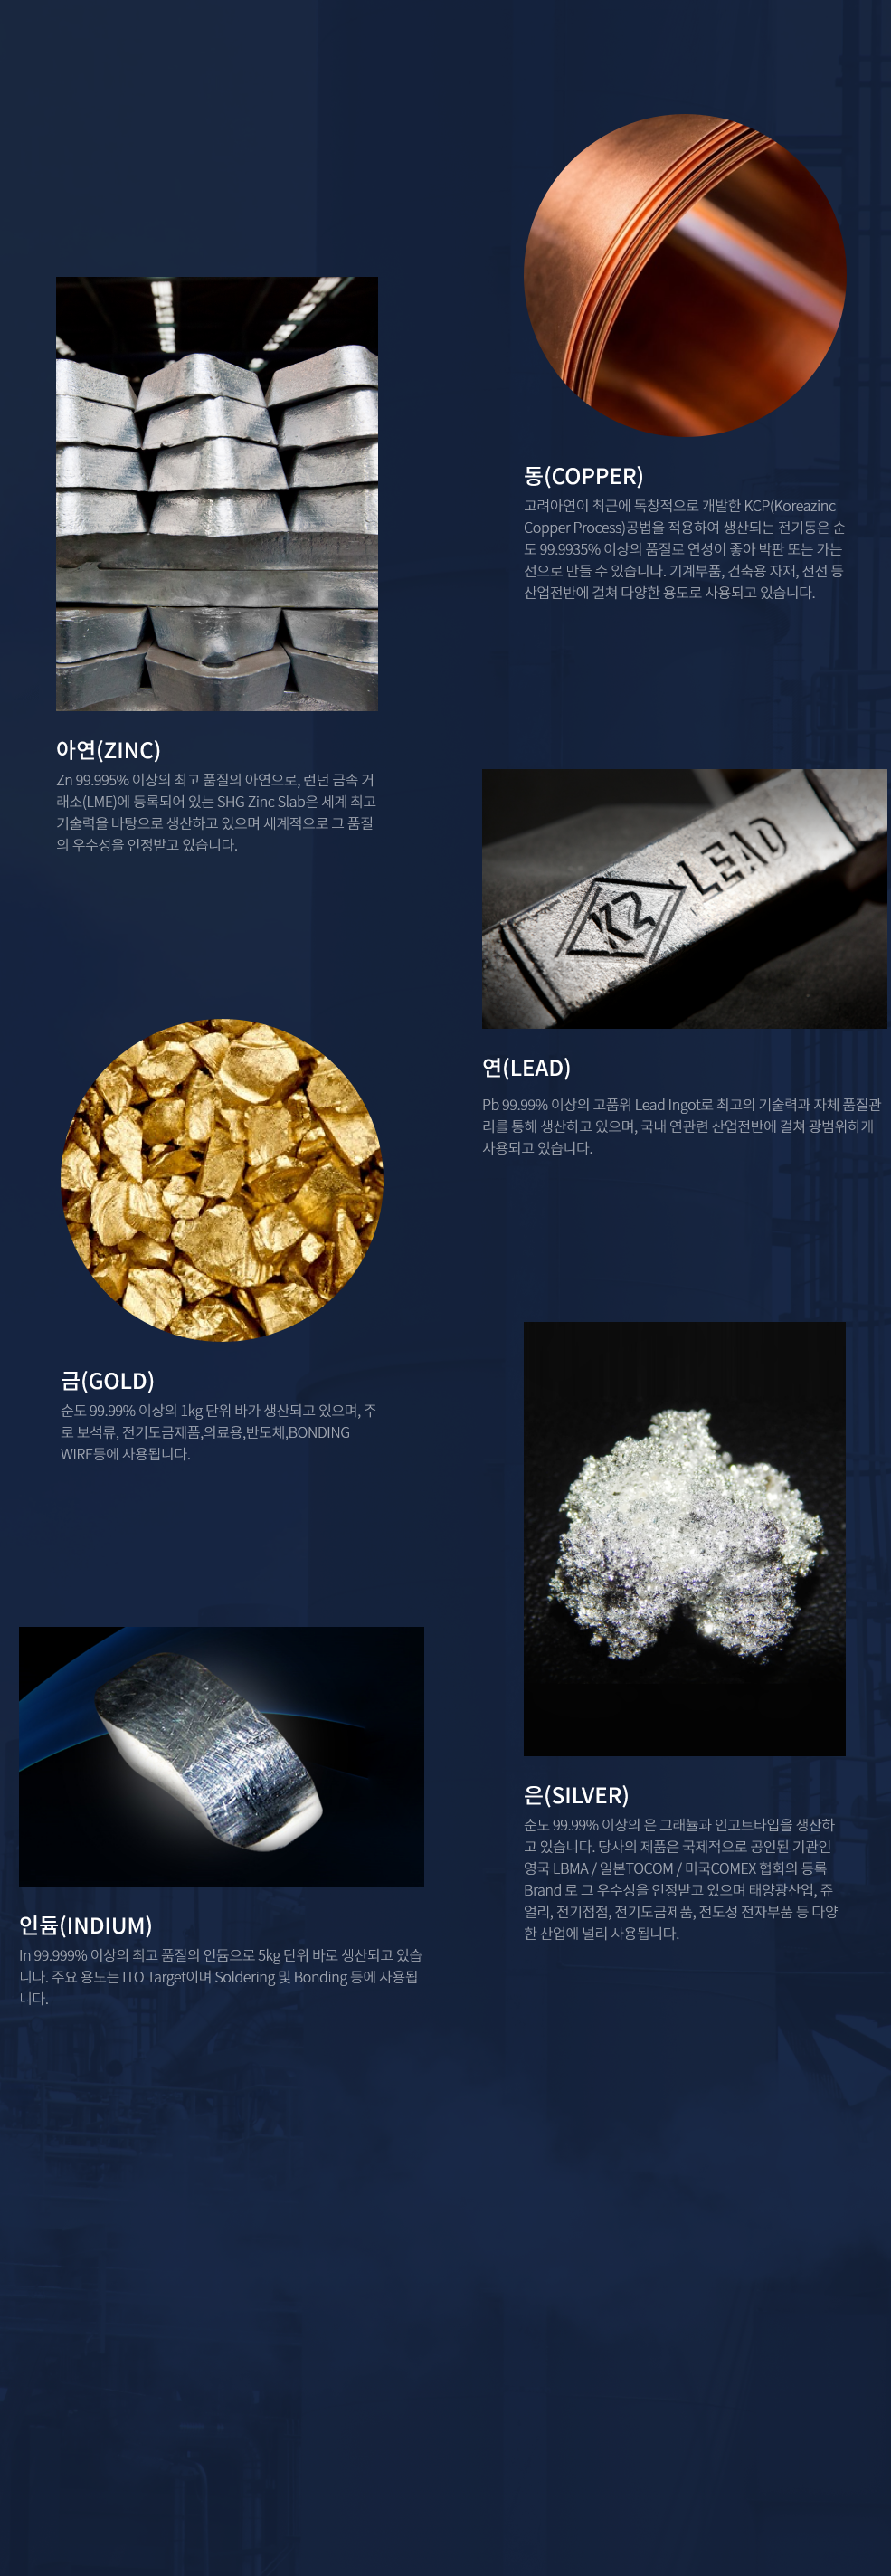 동(COPPER)
고려아연이 최근에 독창적으로 개발한 KCP(Koreazinc
Copper Process)공법을 적용하여 생산되는 전기동은 순
도 99.9935% 이상의 품질로 연성이 좋아 박판 또는 가는
선으로 만들 수 있습니다. 기계부품, 건축용 자재, 전선 등
산업전반에 걸쳐 다양한 용도로 사용되고 있습니다.
아연(ZINC)
Zn 99.995% 이상의 최고 품질의 아연으로, 런던 금속 거
래소(LME)에 등록되어 있는 SHG Zinc Slab은 세계 최고
기술력을 바탕으로 생산하고 있으며 세계적으로 그 품질
의 우수성을 인정받고 있습니다.
KZ LEAD
연(LEAD)
Pb 99.99% 이상의 고품위 Lead Ingot로 최고의 기술력과 자체 품질관
리를 통해 생산하고 있으며, 국내 연관련 산업전반에 걸쳐 광범위하게
사용되고 있습니다.
금(GOLD)
순도 99.99% 이상의 1kg 단위 바가 생산되고 있으며, 주
로 보석류, 전기도금제품,의료용,반도체,BONDING
WIRE등에 사용됩니다.
은(SILVER)
순도 99.99% 이상의 은 그래뉼과 인고트타입을 생산하
고 있습니다. 당사의 제품은 국제적으로 공인된 기관인
영국 LBMA / 일본TOCOM / 미국COMEX 협회의 등록
Brand 로 그 우수성을 인정받고 있으며 태양광산업, 쥬
얼리, 전기접점, 전기도금제품, 전도성 전자부품 등 다양
한 산업에 널리 사용됩니다.
인듐(INDIUM)
In 99.999% 이상의 최고 품질의 인듐으로 5kg 단위 바로 생산되고 있습
니다. 주요 용도는 ITO Target이며 Soldering 및 Bonding 등에 사용됩
니다.